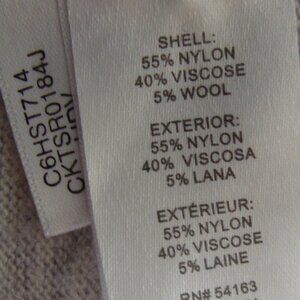 SHELL:
55% NYLON
40% VISCOSE
5% WOOL
EXTERIOR:
55% NYLON
40% VISCOSA
5% LANA
EXTÉRIEUR:
55% NYLON
40% VISCOSE
5% LAINE
RN# 54163
C6HST714
CKTSR0184J